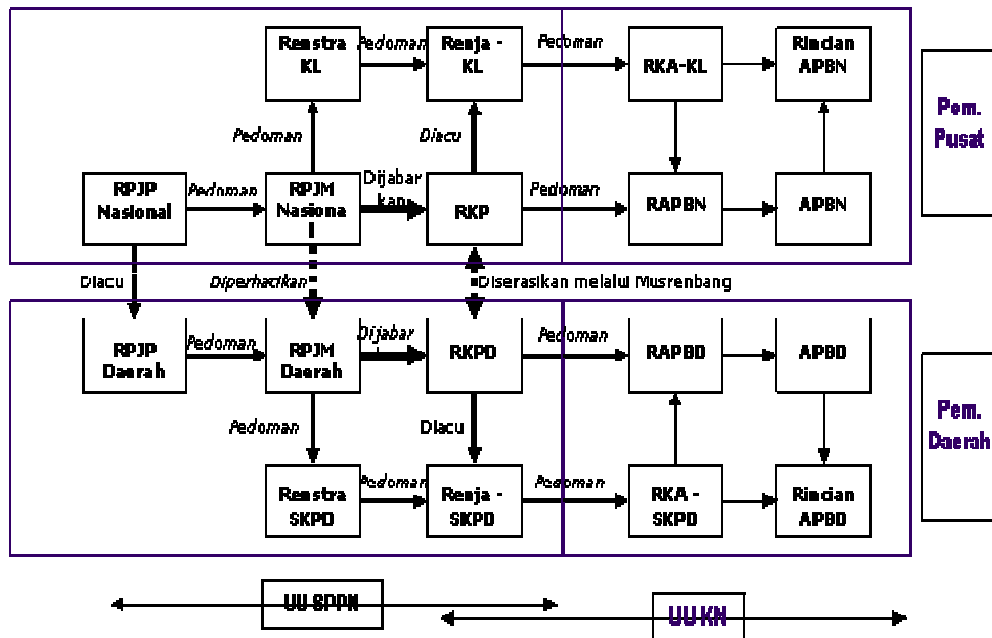 Renstra
KL
Pedoman
Renja -
KL
Pedoman
RKA-KL
Rincian
APBN
Pem.
Pusat
Pedoman
Diacu
RPJP
Nasional
Pedoman
RPJM
Nasiona
Dijabar
kan
RKP
Pedoman
RAPBN
APBN
Diacu
Diperhatikan
Diserasikan melalui Musrenbang
RPJP
Daerah
Pedoman
RPJM
Daerah
Dijabar
RKPD
Pedoman
RAPBD
APBD
Pem.
Daerah
Pedoman
Diacu
Renstra
SKPD
Pedoman
Renja -
SKPD
Pedoman
RKA -
SKPD
Rincian
APBD
UU SPPN
UU KN